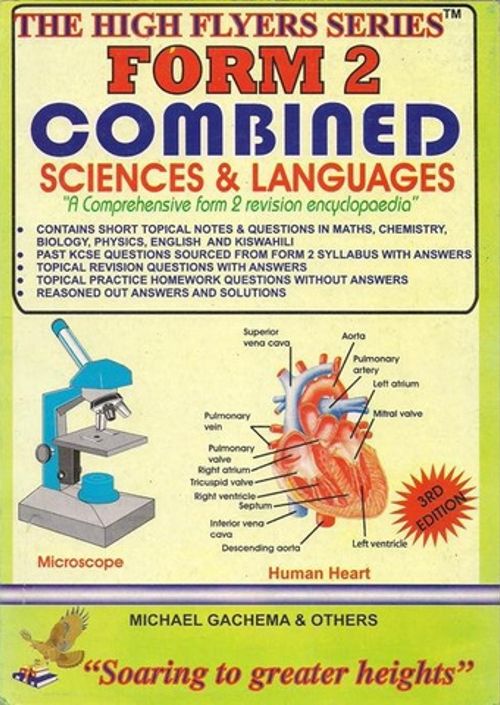 THE HIGH FLYERS SERIES™
FORM 2
COMBINED
SCIENCES & LANGUAGES
"A Comprehensive form 2 revision encyclopaedia"
• CONTAINS SHORT TOPICAL NOTES & QUESTIONS IN MATHS, CHEMISTRY,
BIOLOGY, PHYSICS, ENGLISH AND KISWAHILI
• PAST KCSE QUESTIONS SOURCED FROM FORM 2 SYLLABUS WITH ANSWERS
• TOPICAL REVISION QUESTIONS WITH ANSWERS
• TOPICAL PRACTICE HOMEWORK QUESTIONS WITHOUT ANSWERS
• REASONED OUT ANSWERS AND SOLUTIONS
Microscope
Superior
vena cava
Aorta
Pulmonary
artery
Left atrium
Mitral valve
Pulmonary
vein
Pulmonary
valve
Right atrium
Tricuspid valve
Right ventricle
Septum
Inferior vena
cava
Descending aorta
Left ventricle
Human Heart
3RD
EDITION
MICHAEL GACHEMA & OTHERS
"Soaring to greater heights"